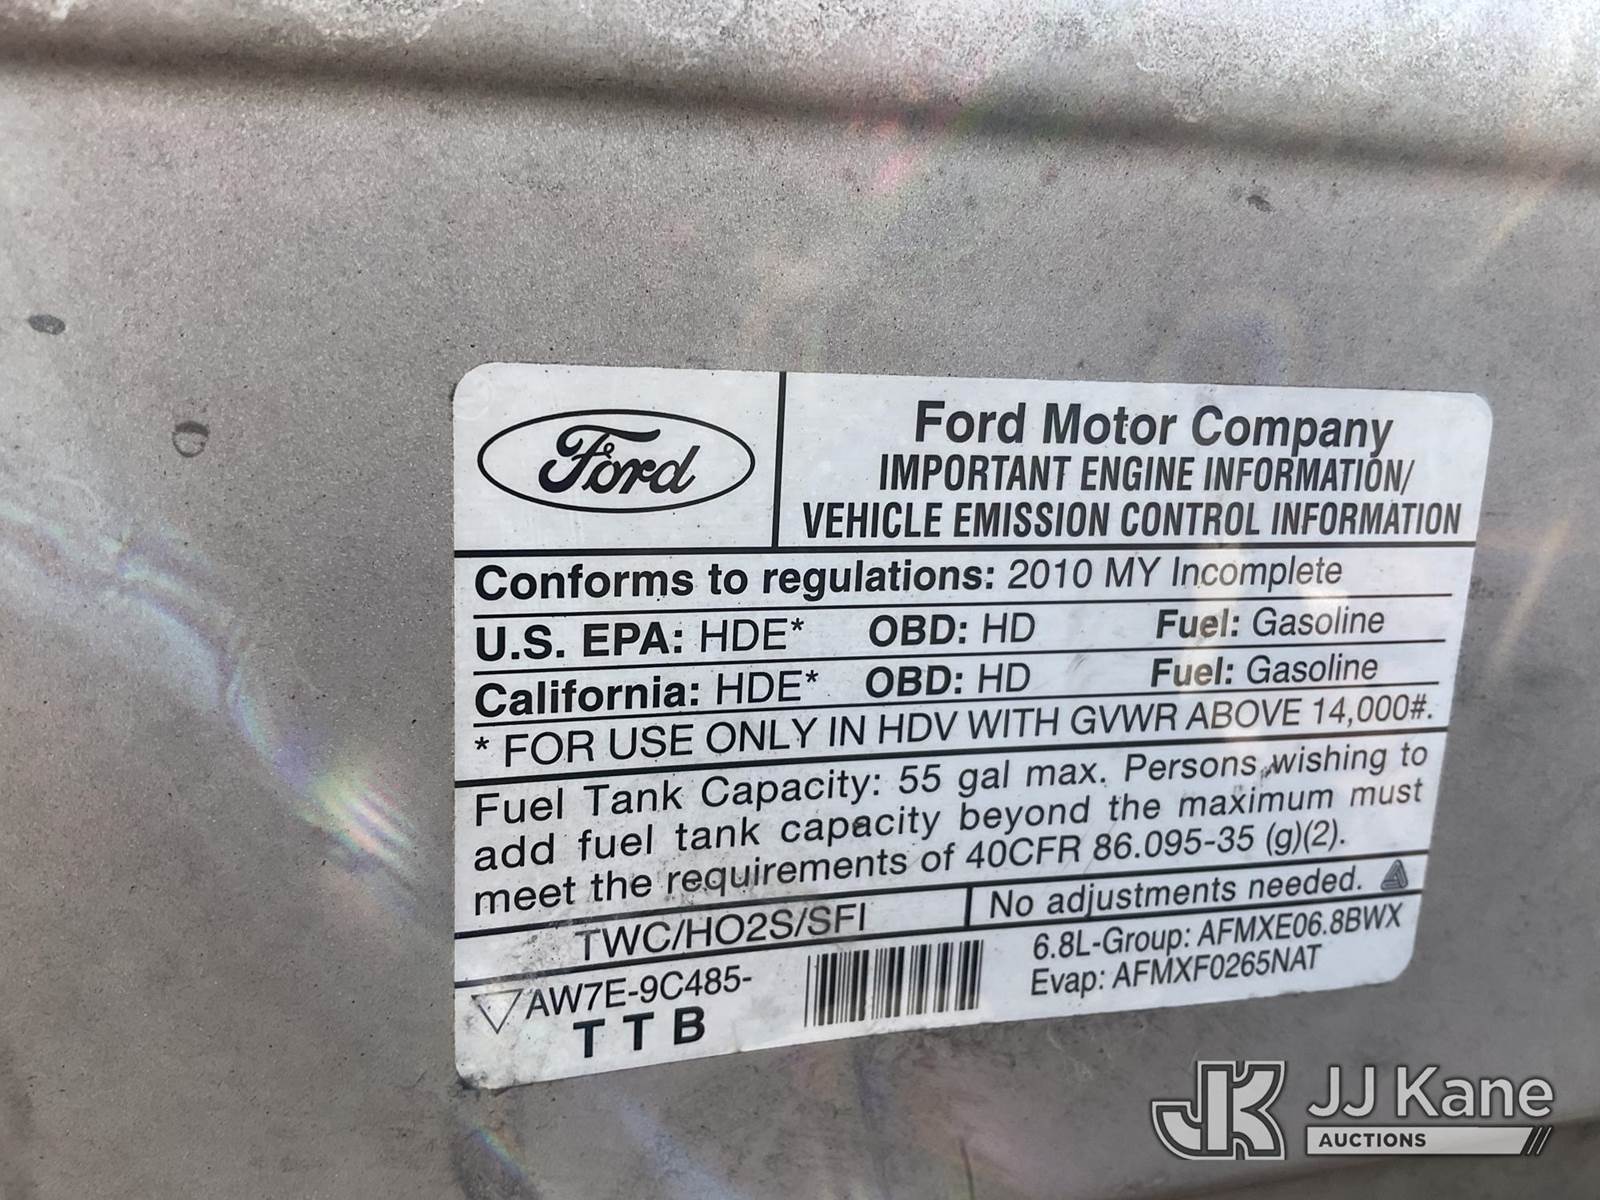 Ford
Ford Motor Company
IMPORTANT ENGINE INFORMATION/
VEHICLE EMISSION CONTROL INFORMATION
Conforms to regulations: 2010 MY Incomplete
U.S. EPA: HDE* OBD: HD Fuel: Gasoline
California: HDE* OBD: HD Fuel: Gasoline
* FOR USE ONLY IN HDV WITH GVWR ABOVE 14,000#.
Fuel Tank Capacity: 55 gal max. Persons wishing to
add fuel tank capacity beyond the maximum must
meet the requirements of 40CFR 86.095-35 (g)(2).
TWC/HO2S/SFI
No adjustments needed.
AW7E-9C485-
TTB
6.8L-Group: AFMXE06.8BWX
Evap: AFMXF0265NAT
JK JJ Kane
AUCTIONS